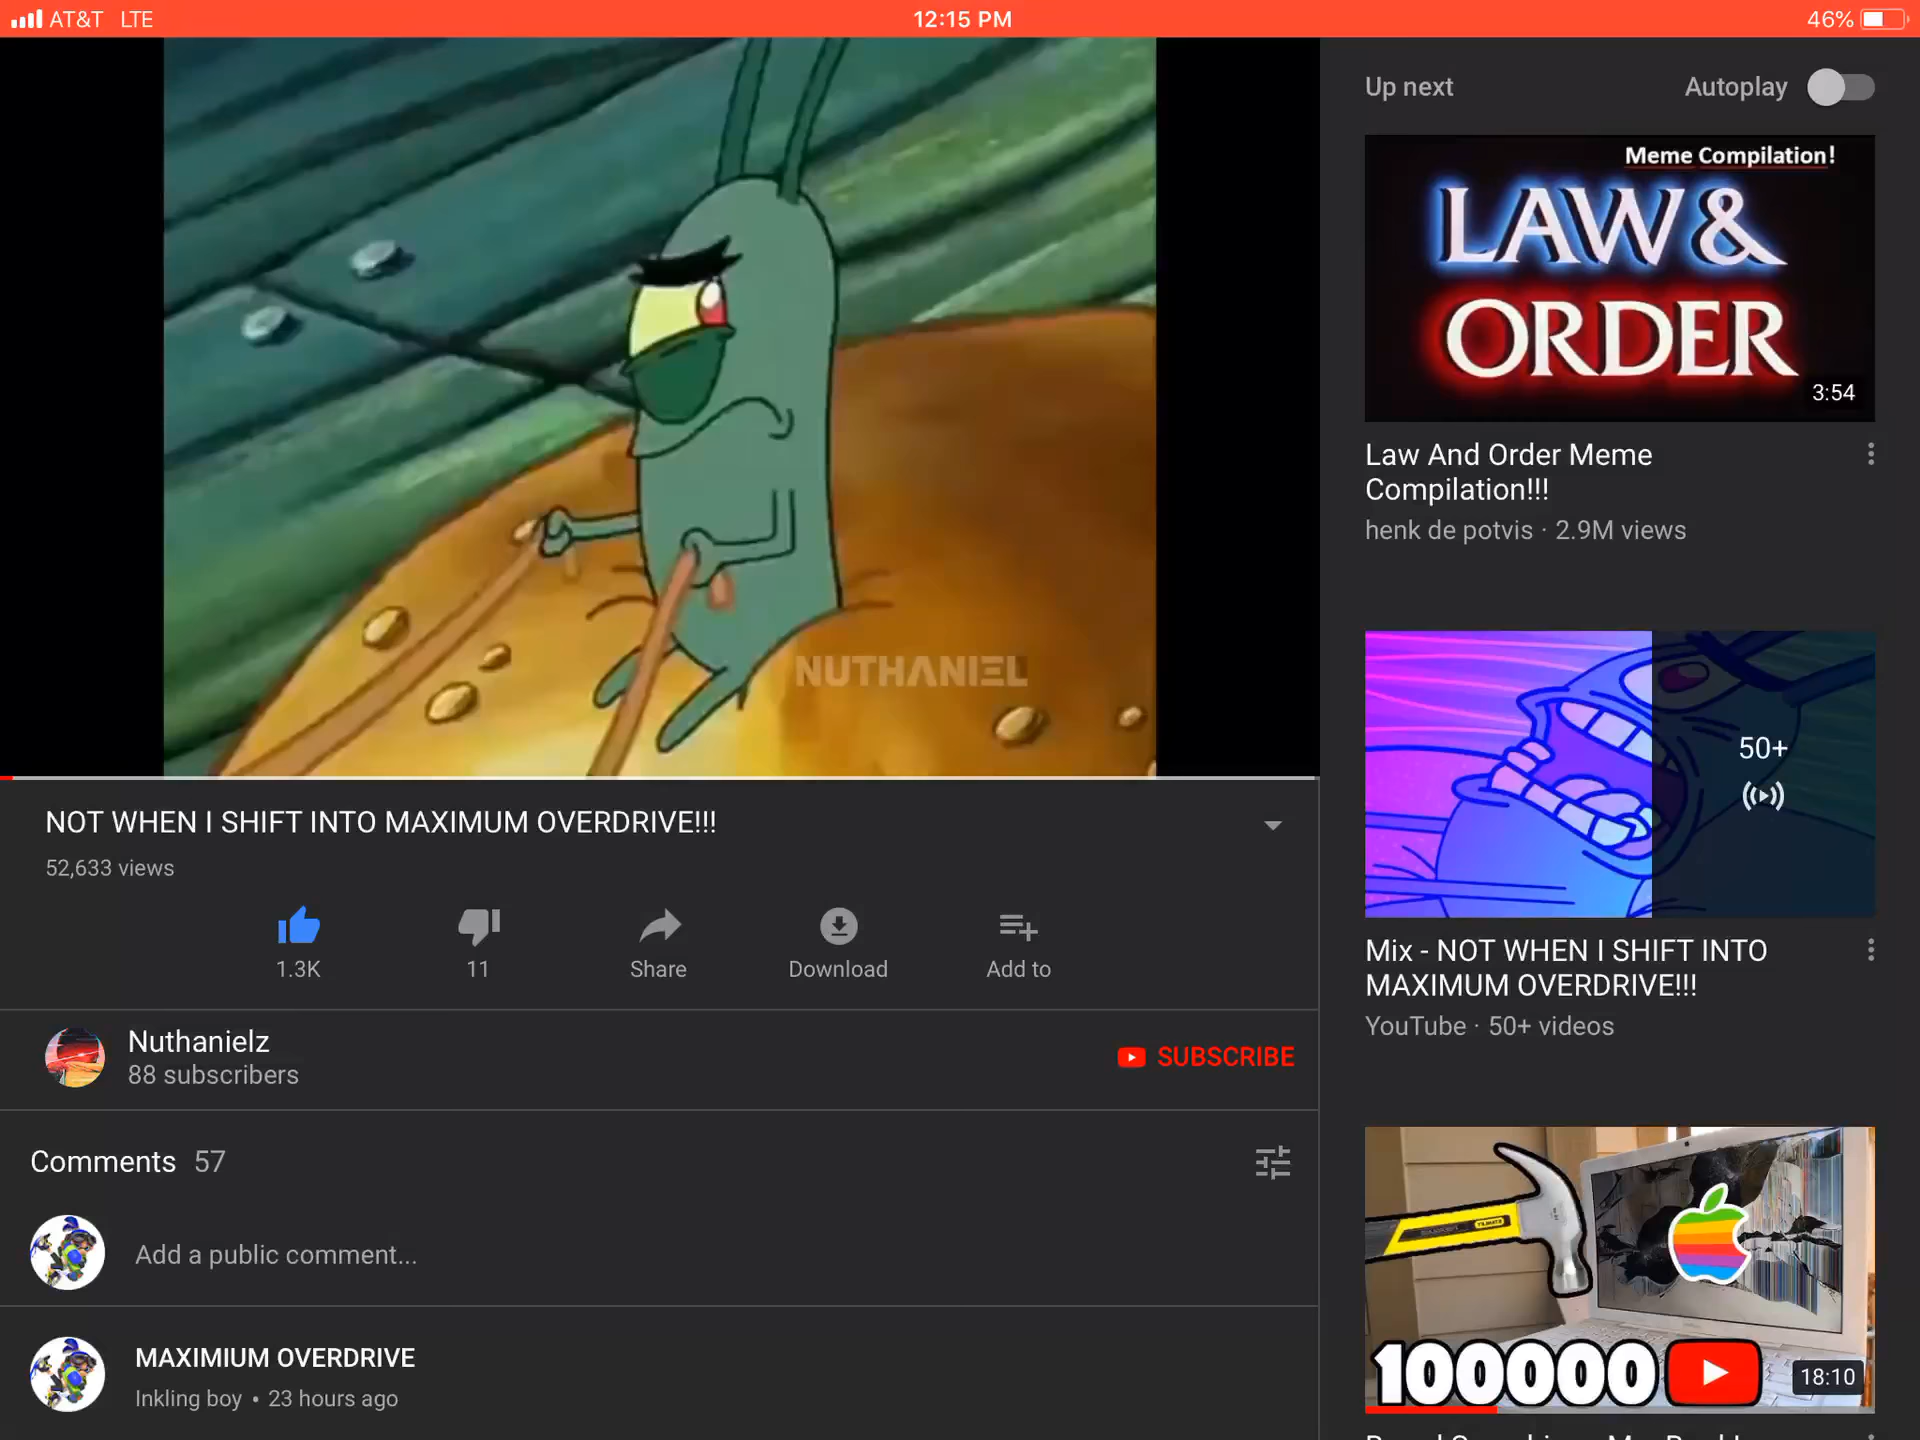 AT&T LTE
12:15 PM
46%
NUTHANIEL
NOT WHEN I SHIFT INTO MAXIMUM OVERDRIVE!!!
52,633 views
1.3K
11
Share
Download
Add to
Nuthanielz
88 subscribers
SUBSCRIBE
Comments 57
Add a public comment...
MAXIMIUM OVERDRIVE
Inkling boy • 23 hours ago
Up next
Autoplay
Meme Compilation!
LAW &
ORDER
3:54
Law And Order Meme
Compilation!!!
henk de potvis · 2.9M views
50+
Mix - NOT WHEN I SHIFT INTO
MAXIMUM OVERDRIVE!!!
YouTube · 50+ videos
100000
18:10